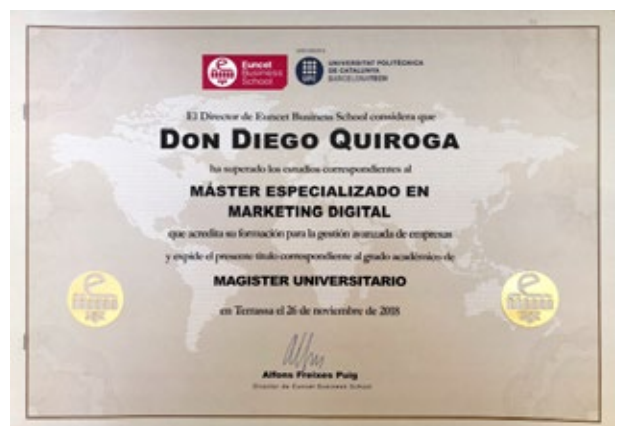 Euncet
Business
School
UPC
UNIVERSITAT POLITÈCNICA
DE CATALUNYA
BARCELONATECH
El Director de Euncet Business School considera que
DON DIEGO QUIROGA
ha superado los estudios correspondientes al
MÁSTER ESPECIALIZADO EN
MARKETING DIGITAL
que acredita su formación para la gestión avanzada de empresas
y expide el presente título correspondiente al grado académico de
MAGISTER UNIVERSITARIO
en Terrassa el 26 de noviembre de 2018
Alfons Freixes Puig
Director de Euncet Business School